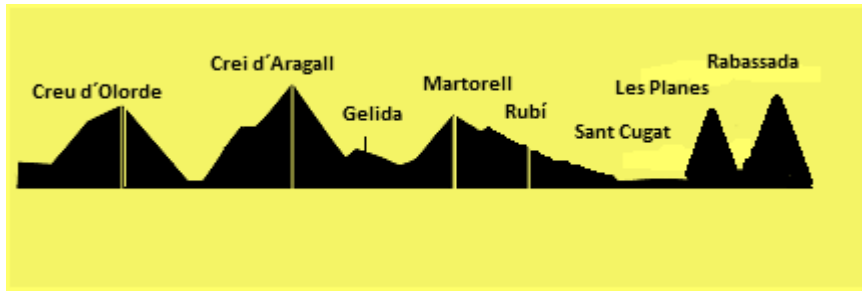 Creu d´Olorde
Crei d´Aragall
Gelida
Martorell
Rubí
Sant Cugat
Les Planes
Rabassada